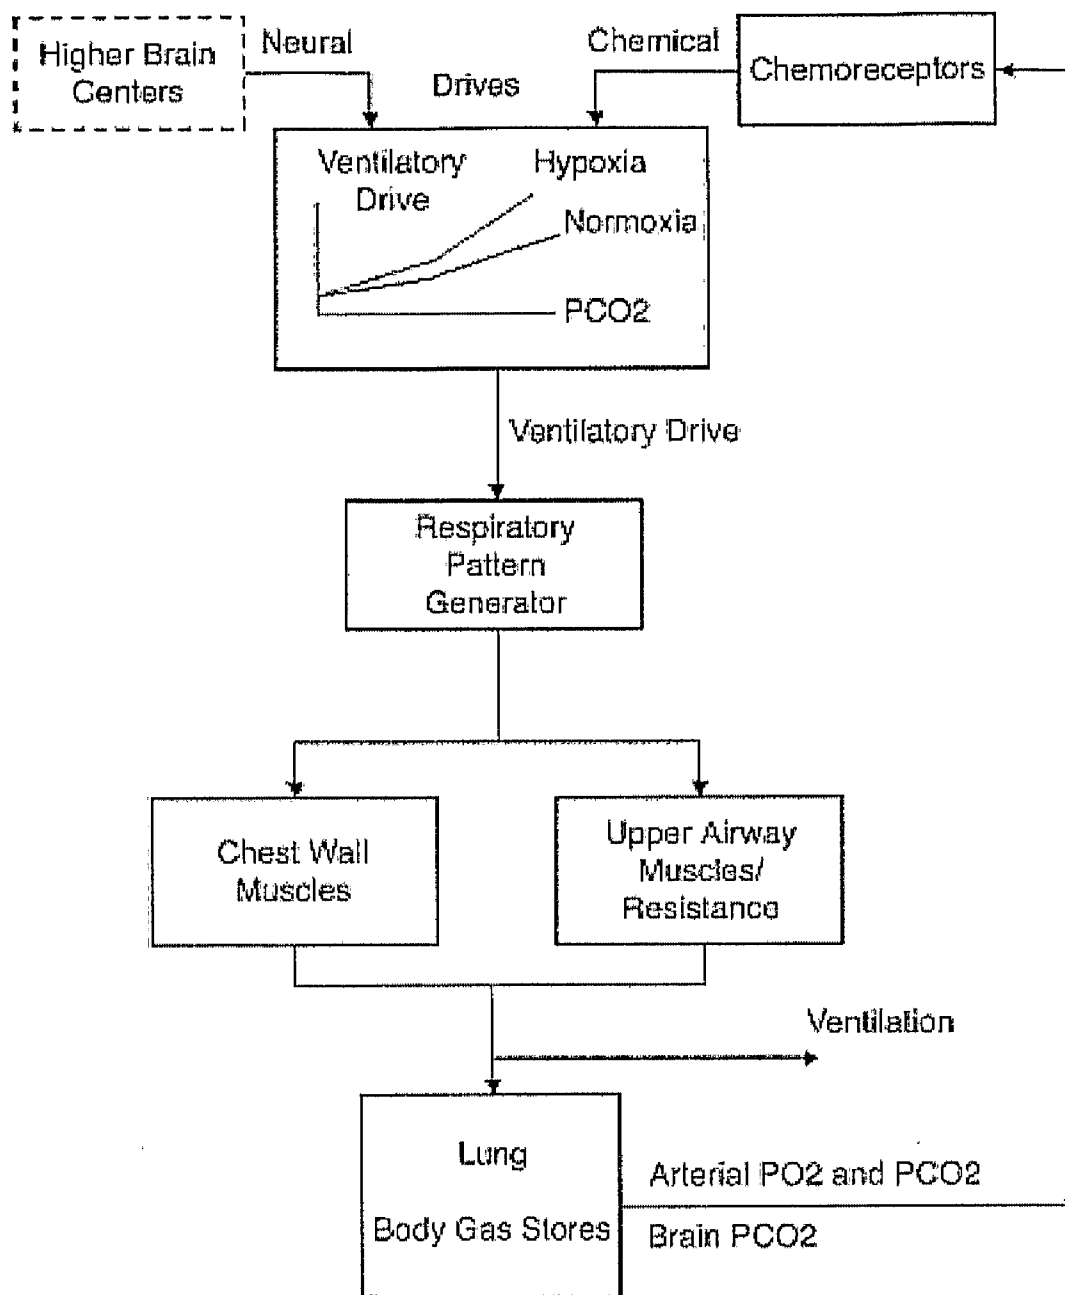 Higher Brain
Centers
Neural
Drives
Chemical
Chemoreceptors
Ventilatory
Drive
Hypoxia
Normoxia
PCO2
Ventilatory Drive
Respiratory
Pattern
Generator
Chest Wall
Muscles
Upper Airway
Muscles/
Resistance
Ventilation
Lung
Body Gas Stores
Arterial PO2 and PCO2
Brain PCO2